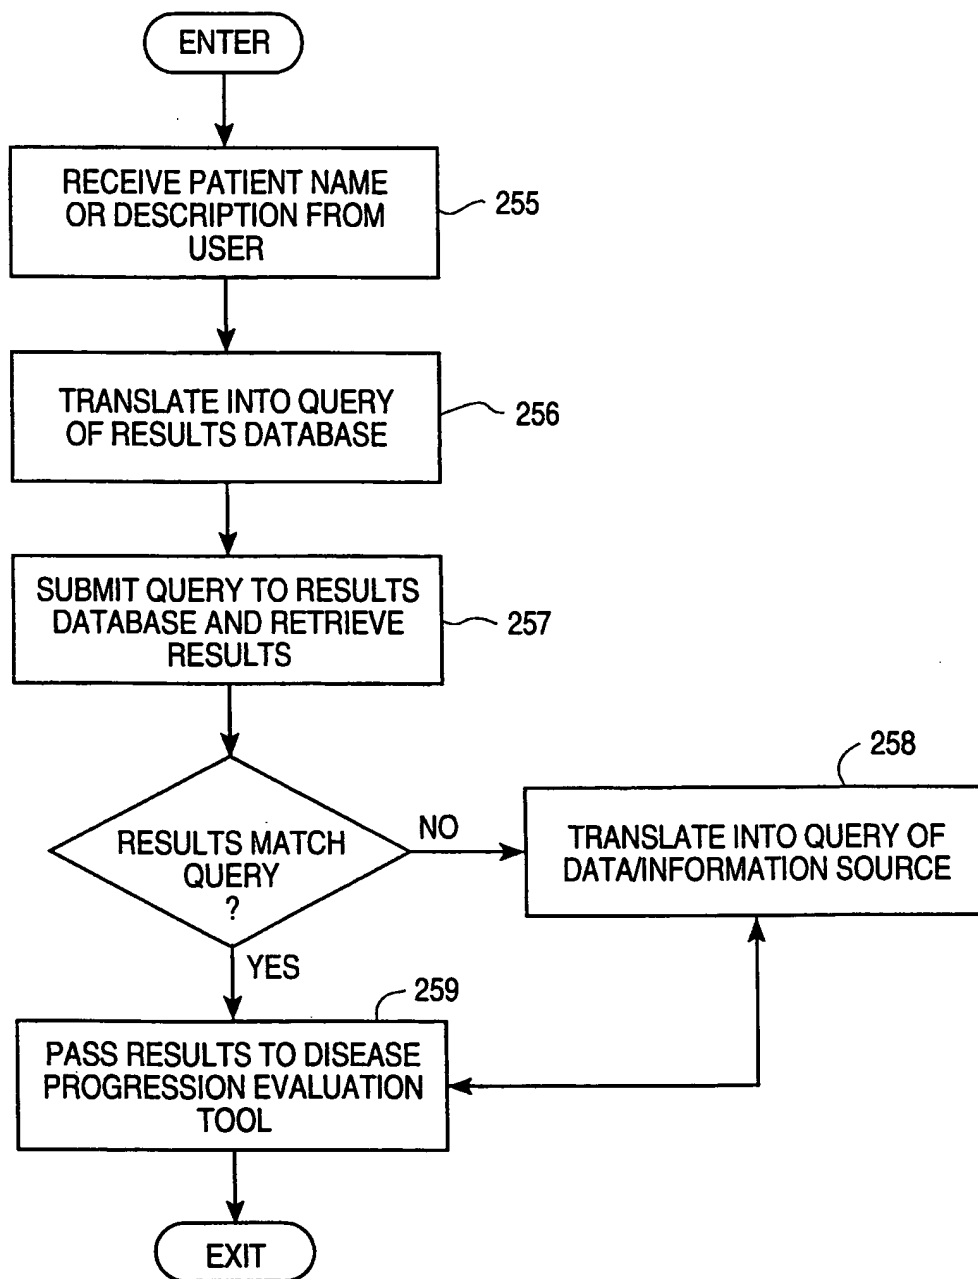 ENTER
RECEIVE PATIENT NAME
OR DESCRIPTION FROM
USER
255
TRANSLATE INTO QUERY
OF RESULTS DATABASE
256
SUBMIT QUERY TO RESULTS
DATABASE AND RETRIEVE
RESULTS
257
RESULTS MATCH
QUERY
?
NO
258
TRANSLATE INTO QUERY OF
DATA/INFORMATION SOURCE
YES
259
PASS RESULTS TO DISEASE
PROGRESSION EVALUATION
TOOL
EXIT